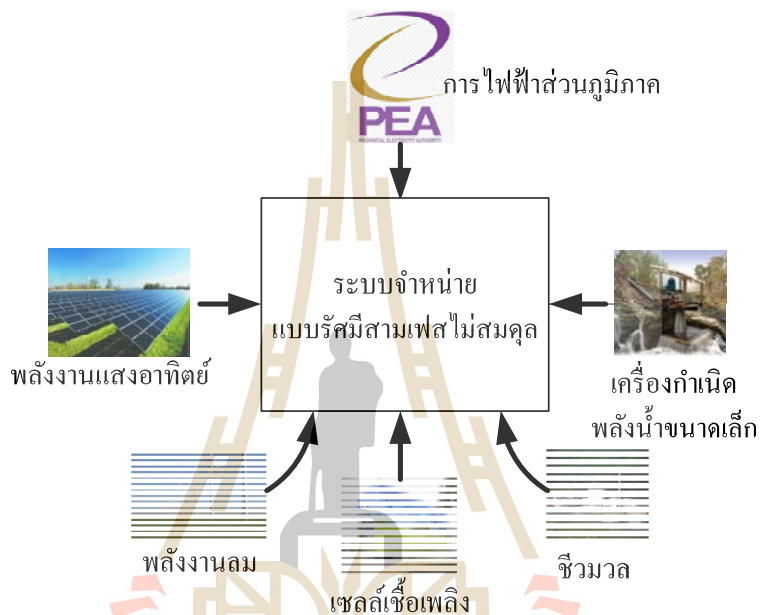 การไฟฟ้าส่วนภูมิภาค
PEA
PROVINCIAL ELECTRICITY AUTHORITY
ระบบจำหน่าย
แบบรัศมีสามเฟสไม่สมดุล
พลังงานแสงอาทิตย์
เครื่องกำเนิด
พลังน้ำขนาดเล็ก
พลังงานลม
ชีวมวล
เซลล์เชื้อเพลิง